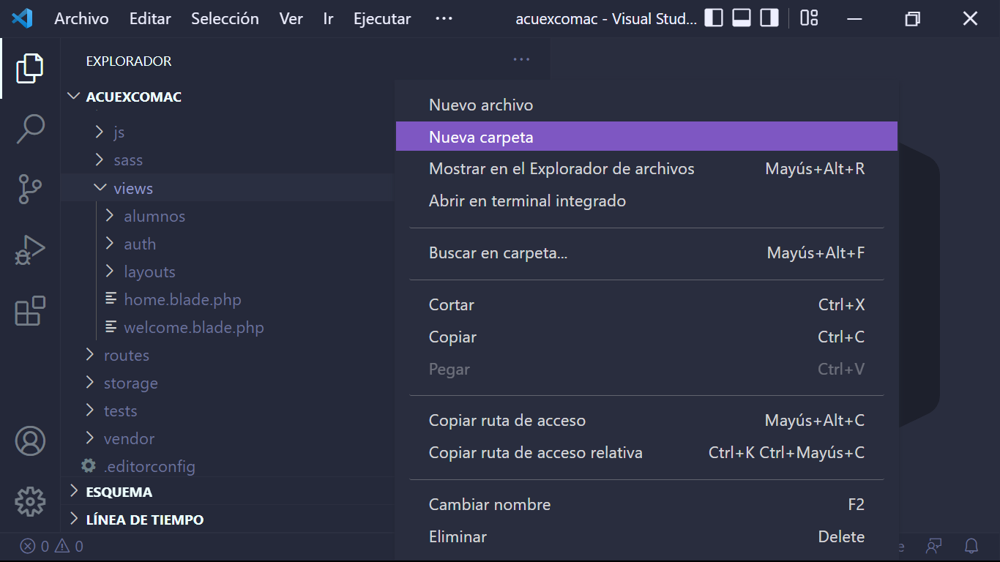 Archivo Editar Selección Ver Ir Ejecutar ··· acuexcomac - Visual Stud...
EXPLORADOR ···
ACUEXCOMAC
js
sass
views
alumnos
auth
layouts
home.blade.php
welcome.blade.php
routes
storage
tests
vendor
.editorconfig
ESQUEMA
LÍNEA DE TIEMPO
Nuevo archivo
Nueva carpeta
Mostrar en el Explorador de archivos Mayús+Alt+R
Abrir en terminal integrado
Buscar en carpeta... Mayús+Alt+F
Cortar Ctrl+X
Copiar Ctrl+C
Pegar Ctrl+V
Copiar ruta de acceso Mayús+Alt+C
Copiar ruta de acceso relativa Ctrl+K Ctrl+Mayús+C
Cambiar nombre F2
Eliminar Delete
0 0